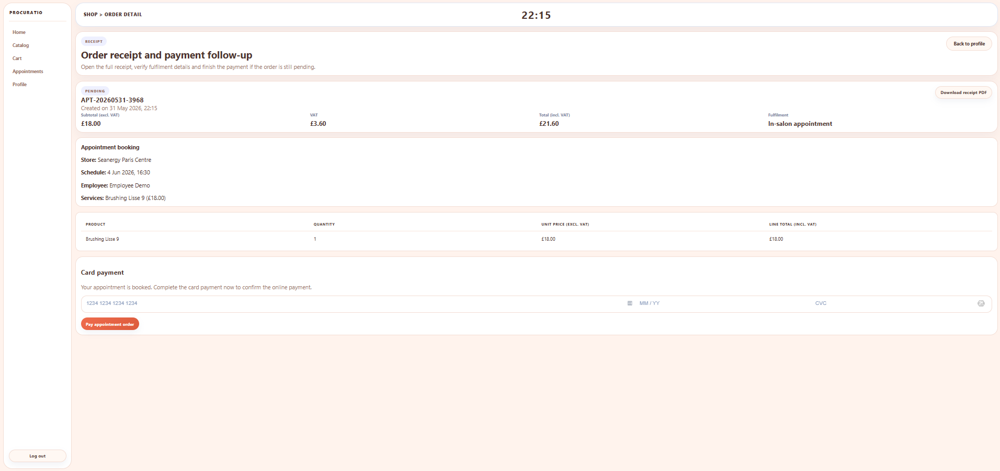 PROCURATIO
Home
Catalog
Cart
Appointments
Profile
Log out
SHOP > ORDER DETAIL
22:15
RECEIPT
Order receipt and payment follow-up
Open the full receipt, verify fulfilment details and finish the payment if the order is still pending.
Back to profile
PENDING
APT-20260531-3968
Created on 31 May 2026, 22:15
Download receipt PDF
Subtotal (excl. VAT) VAT Total (incl. VAT) Fulfilment
£18.00 £3.60 £21.60 In-salon appointment
Appointment booking
Store: Seanergy Paris Centre
Schedule: 4 Jun 2026, 16:30
Employee: Employee Demo
Services: Brushing Lisse 9 (£18.00)
PRODUCT QUANTITY UNIT PRICE (EXCL. VAT) LINE TOTAL (INCL. VAT)
Brushing Lisse 9 1 £18.00 £18.00
Card payment
Your appointment is booked. Complete the card payment now to confirm the online payment.
1234 1234 1234 1234 MM / YY CVC
Pay appointment order